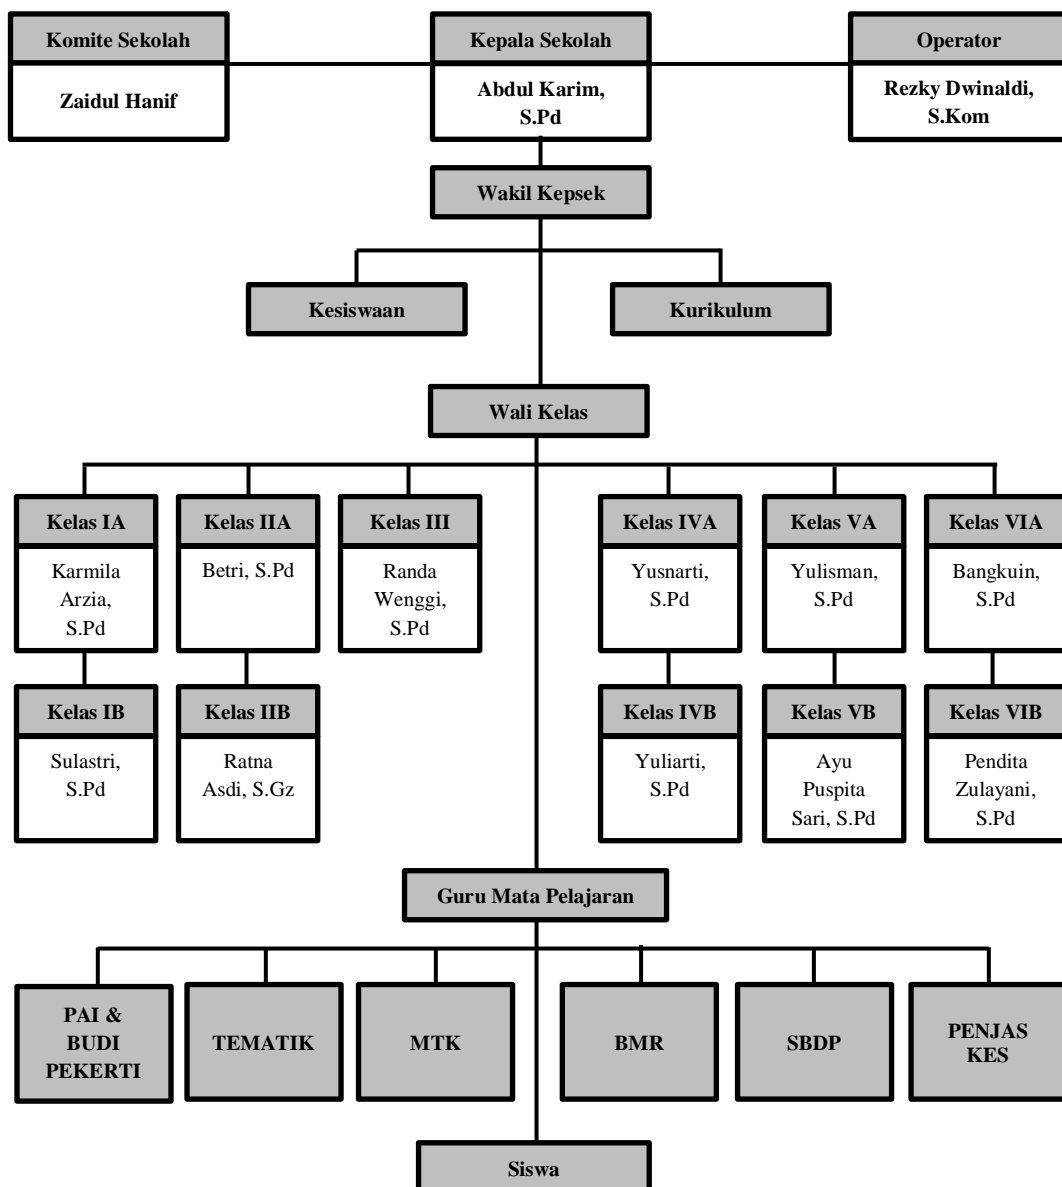 Komite Sekolah
Zaidul Hanif
Kepala Sekolah
Abdul Karim,
S.Pd
Operator
Rezky Dwinaldi,
S.Kom
Wakil Kepsek
Kesiswaan
Kurikulum
Wali Kelas
Kelas IA
Karmila
Arzia,
S.Pd
Kelas IIA
Betri, S.Pd
Kelas III
Randa
Wenggi,
S.Pd
Kelas IVA
Yusnarti,
S.Pd
Kelas VA
Yulisman,
S.Pd
Kelas VIA
Bangkuin,
S.Pd
Kelas IB
Sulastri,
S.Pd
Kelas IIB
Ratna
Asdi, S.Gz
Kelas IVB
Yuliarti,
S.Pd
Kelas VB
Ayu
Puspita
Sari, S.Pd
Kelas VIB
Pendita
Zulayani,
S.Pd
Guru Mata Pelajaran
PAI &
BUDI
PEKERTI
TEMATIK
MTK
BMR
SBDP
PENJAS
KES
Siswa